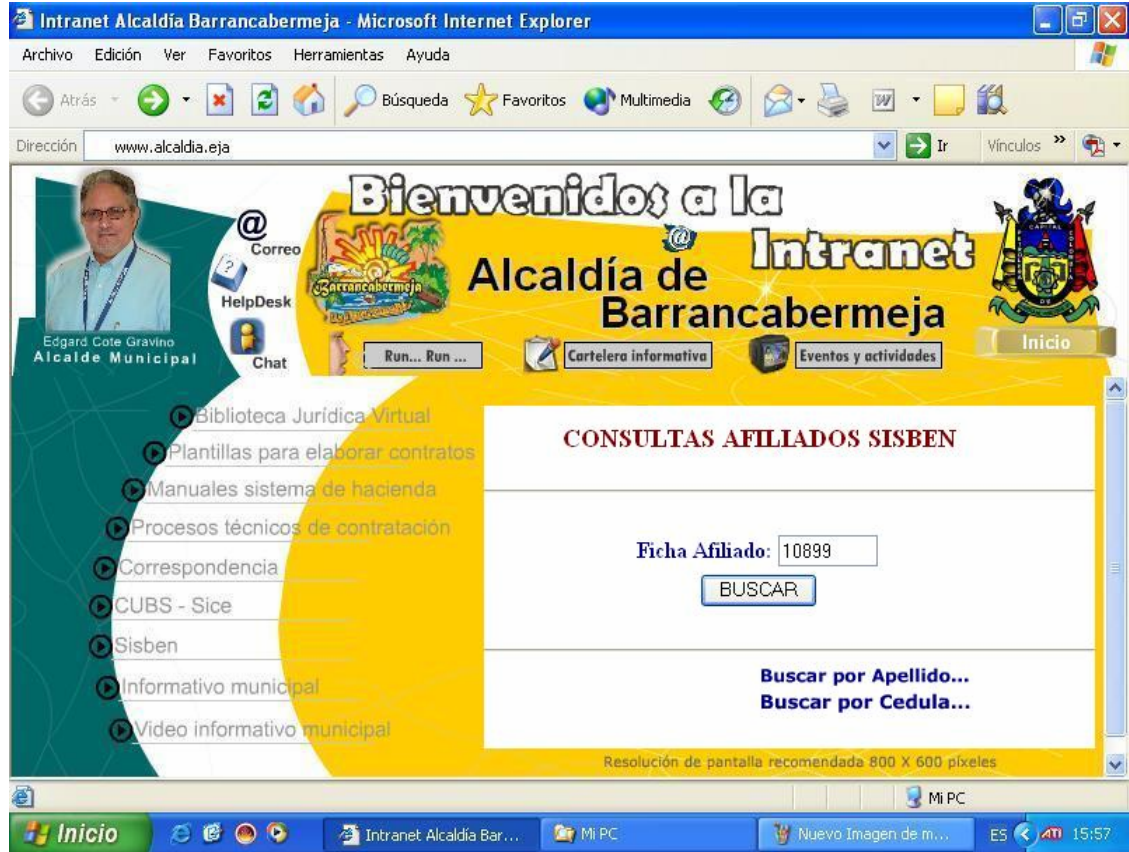 Intranet Alcaldía Barrancabermeja - Microsoft Internet Explorer
Archivo Edición Ver Favoritos Herramientas Ayuda
Atrás Búsqueda Favoritos Multimedia
Dirección www.alcaldia.eja Ir Vínculos »
Bienvenidos a la
Intranet
Alcaldía de
Barrancabermeja
@
Correo
HelpDesk
Chat
Barrancabermeja
CAPITAL
Edgard Cote Gravino
Alcalde Municipal
Run... Run ...
Cartelera informativa
Eventos y actividades
Inicio
Biblioteca Jurídica Virtual
Plantillas para elaborar contratos
Manuales sistema de hacienda
Procesos técnicos de contratación
Correspondencia
CUBS - Sice
Sisben
Informativo municipal
Video informativo municipal
CONSULTAS AFILIADOS SISBEN
Ficha Afiliado: 10899
BUSCAR
Buscar por Apellido...
Buscar por Cedula...
Resolución de pantalla recomendada 800 X 600 píxeles
Mi PC
Inicio Intranet Alcaldía Bar... Mi PC Nuevo Imagen de m... ES ATI 15:57